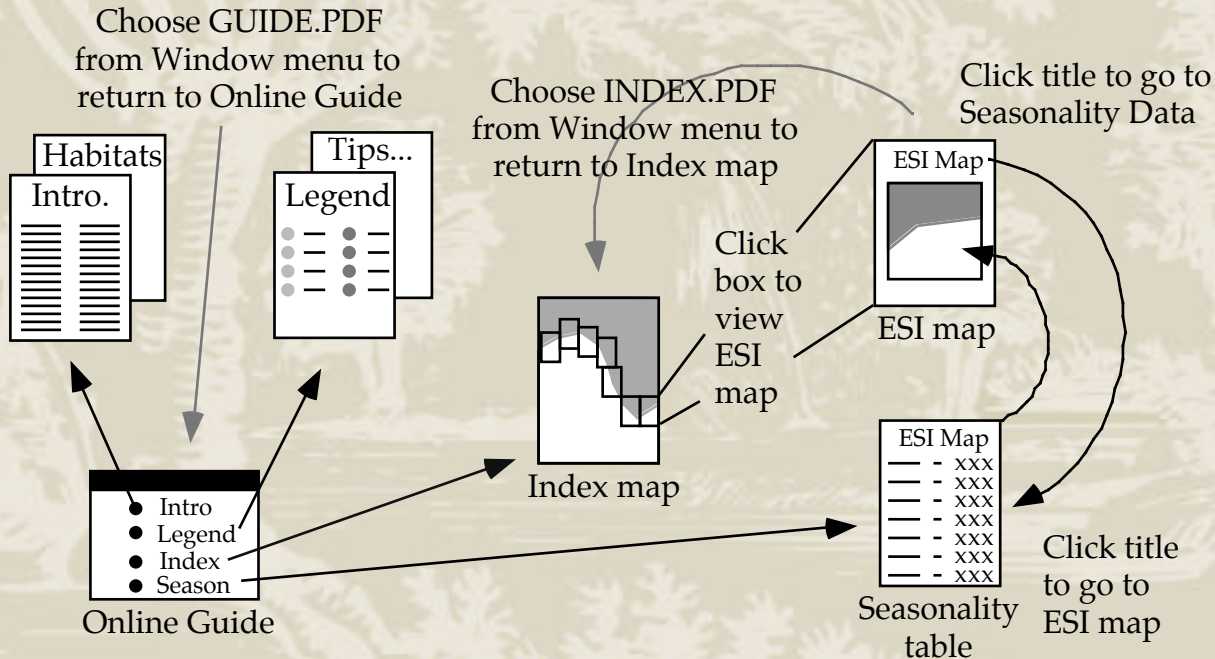 Choose GUIDE.PDF
from Window menu to
return to Online Guide
Habitats
Intro.
Tips...
Legend
Choose INDEX.PDF
from Window menu to
return to Index map
Click title to go to
Seasonality Data
ESI Map
ESI map
Click
box to
view
ESI
map
Index map
Intro
Legend
Index
Season
Online Guide
ESI Map
xxx
xxx
xxx
xxx
xxx
xxx
xxx
Seasonality
table
Click title
to go to
ESI map